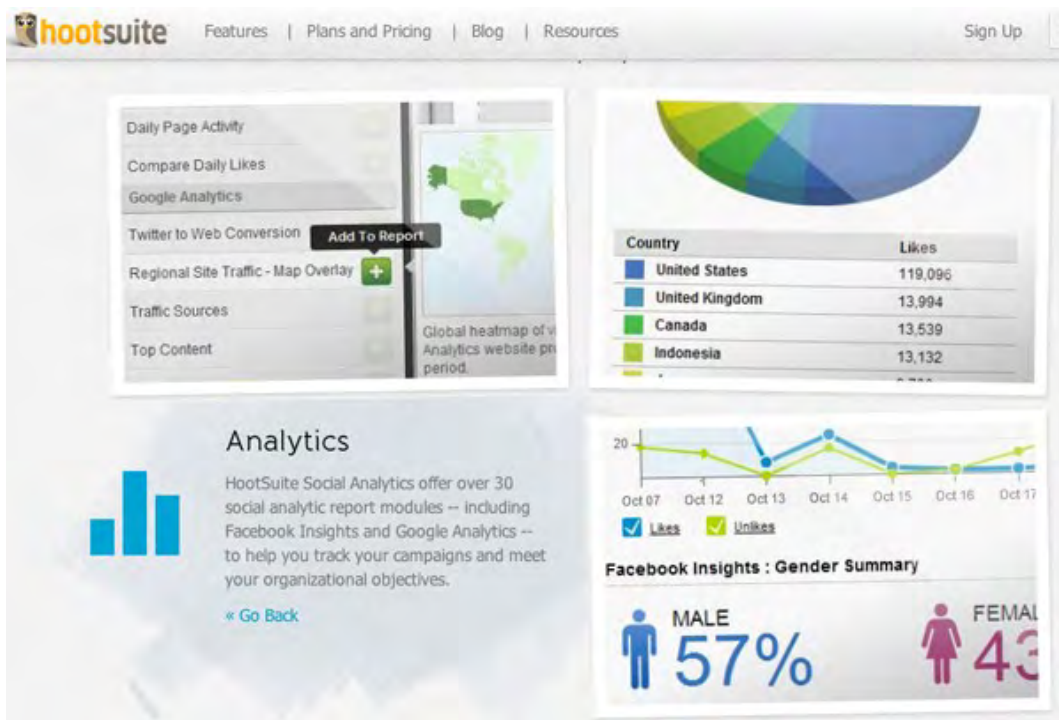 hootsuite Features | Plans and Pricing | Blog | Resources Sign Up
Daily Page Activity
Compare Daily Likes
Google Analytics
Twitter to Web Conversion
Add To Report
Regional Site Traffic - Map Overlay
Traffic Sources
Top Content
Global heatmap of
Analytics website
period.
Country Likes
United States 119,096
United Kingdom 13,994
Canada 13,539
Indonesia 13,132
Analytics
HootSuite Social Analytics offer over 30
social analytic report modules -- including
Facebook Insights and Google Analytics --
to help you track your campaigns and meet
your organizational objectives.
« Go Back
20
Oct 07 Oct 12 Oct 13 Oct 14 Oct 15 Oct 16 Oct 17
Likes Unlikes
Facebook Insights : Gender Summary
MALE
57%
FEMAL
43